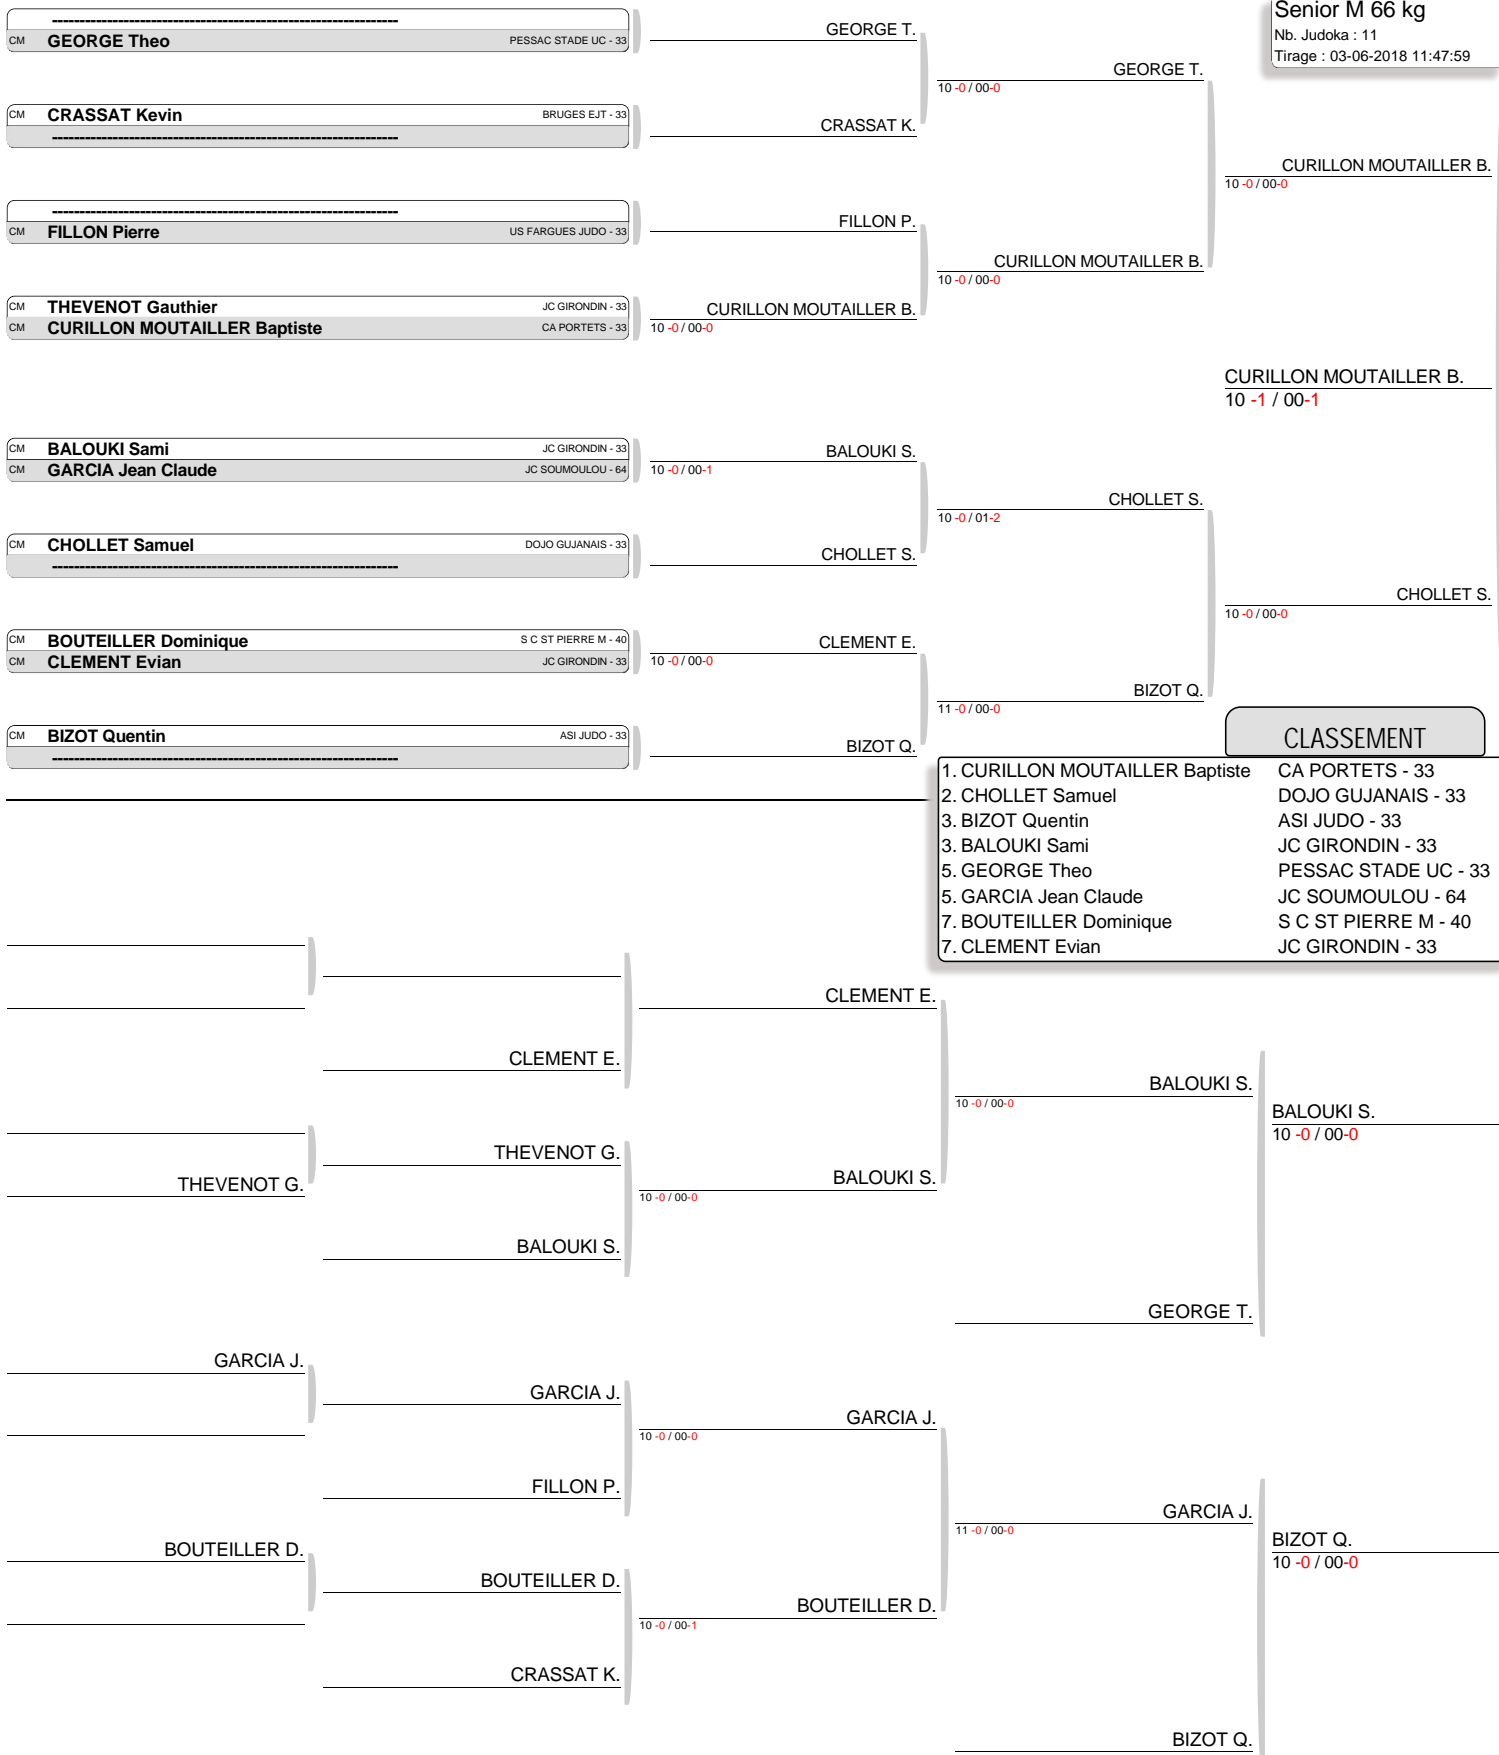 Senior M 66 kg
Nb. Judoka : 11
Tirage : 03-06-2018 11:47:59
------------------------------------------------------------------
CM GEORGE Theo PESSAC STADE UC - 33
GEORGE T.
GEORGE T.
10 -0 / 00-0
CM CRASSAT Kevin BRUGES EJT - 33
------------------------------------------------------------------
CRASSAT K.
CURILLON MOUTAILLER B.
10 -0 / 00-0
------------------------------------------------------------------
CM FILLON Pierre US FARGUES JUDO - 33
FILLON P.
CURILLON MOUTAILLER B.
10 -0 / 00-0
CM THEVENOT Gauthier JC GIRONDIN - 33
CM CURILLON MOUTAILLER Baptiste CA PORTETS - 33
CURILLON MOUTAILLER B.
10 -0 / 00-0
CURILLON MOUTAILLER B.
10 -1 / 00-1
CM BALOUKI Sami JC GIRONDIN - 33
CM GARCIA Jean Claude JC SOUMOULOU - 64
BALOUKI S.
10 -0 / 00-1
CHOLLET S.
10 -0 / 01-2
CM CHOLLET Samuel DOJO GUJANAIS - 33
------------------------------------------------------------------
CHOLLET S.
CHOLLET S.
10 -0 / 00-0
CM BOUTEILLER Dominique S C ST PIERRE M - 40
CM CLEMENT Evian JC GIRONDIN - 33
CLEMENT E.
10 -0 / 00-0
BIZOT Q.
11 -0 / 00-0
CM BIZOT Quentin ASI JUDO - 33
------------------------------------------------------------------
BIZOT Q.
CLASSEMENT
1. CURILLON MOUTAILLER Baptiste CA PORTETS - 33
2. CHOLLET Samuel DOJO GUJANAIS - 33
3. BIZOT Quentin ASI JUDO - 33
3. BALOUKI Sami JC GIRONDIN - 33
5. GEORGE Theo PESSAC STADE UC - 33
5. GARCIA Jean Claude JC SOUMOULOU - 64
7. BOUTEILLER Dominique S C ST PIERRE M - 40
7. CLEMENT Evian JC GIRONDIN - 33
CLEMENT E.
CLEMENT E.
BALOUKI S.
10 -0 / 00-0
BALOUKI S.
10 -0 / 00-0
THEVENOT G.
THEVENOT G.
BALOUKI S.
10 -0 / 00-0
BALOUKI S.
GEORGE T.
GARCIA J.
GARCIA J.
GARCIA J.
10 -0 / 00-0
FILLON P.
GARCIA J.
11 -0 / 00-0
BIZOT Q.
10 -0 / 00-0
BOUTEILLER D.
BOUTEILLER D.
BOUTEILLER D.
10 -0 / 00-1
CRASSAT K.
BIZOT Q.